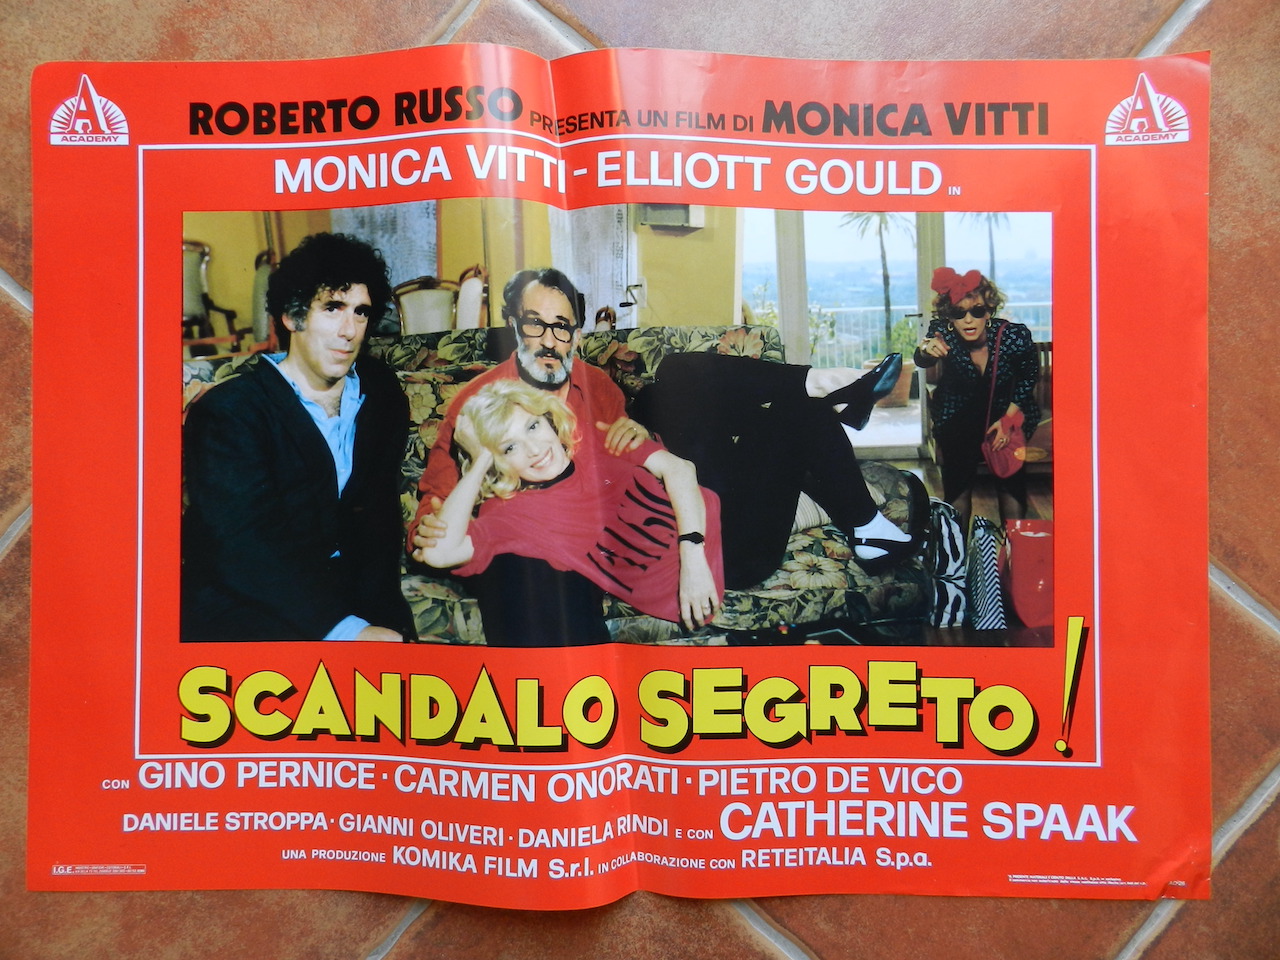 ROBERTO RUSSO PRESENTA UN FILM DI MONICA VITTI
A
ACADEMY
A
ACADEMY
MONICA VITTI - ELLIOTT GOULD IN
SCANDALO SEGRETO!
CON GINO PERNICE · CARMEN ONORATI · PIETRO DE VICO
DANIELE STROPPA · GIANNI OLIVERI · DANIELA RINDI E CON CATHERINE SPAAK
UNA PRODUZIONE KOMIKA FILM S.r.l. IN COLLABORAZIONE CON RETEITALIA S.p.a.
I.G.E.